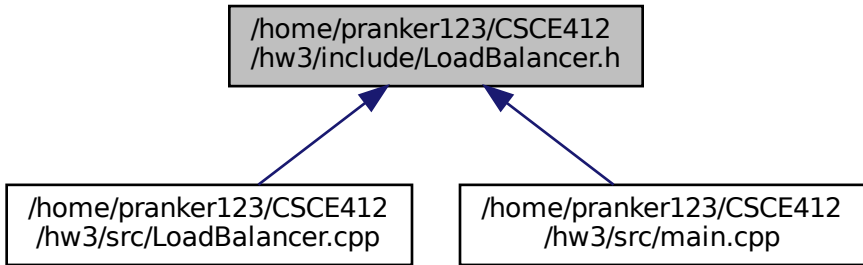 /home/pranker123/CSCE412
/hw3/include/LoadBalancer.h
/home/pranker123/CSCE412
/hw3/src/LoadBalancer.cpp
/home/pranker123/CSCE412
/hw3/src/main.cpp